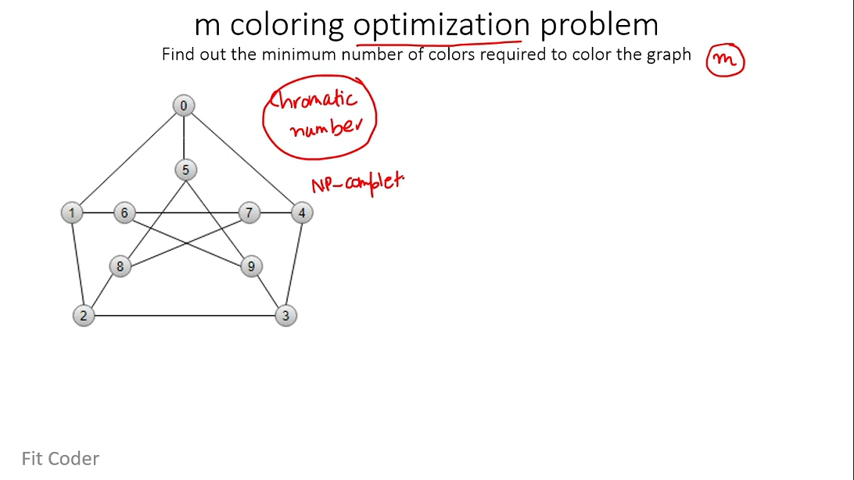 m coloring optimization problem
Find out the minimum number of colors required to color the graph
m
chromatic
number
NP-complet
0
5
1
6
7
4
8
9
2
3
Fit Coder